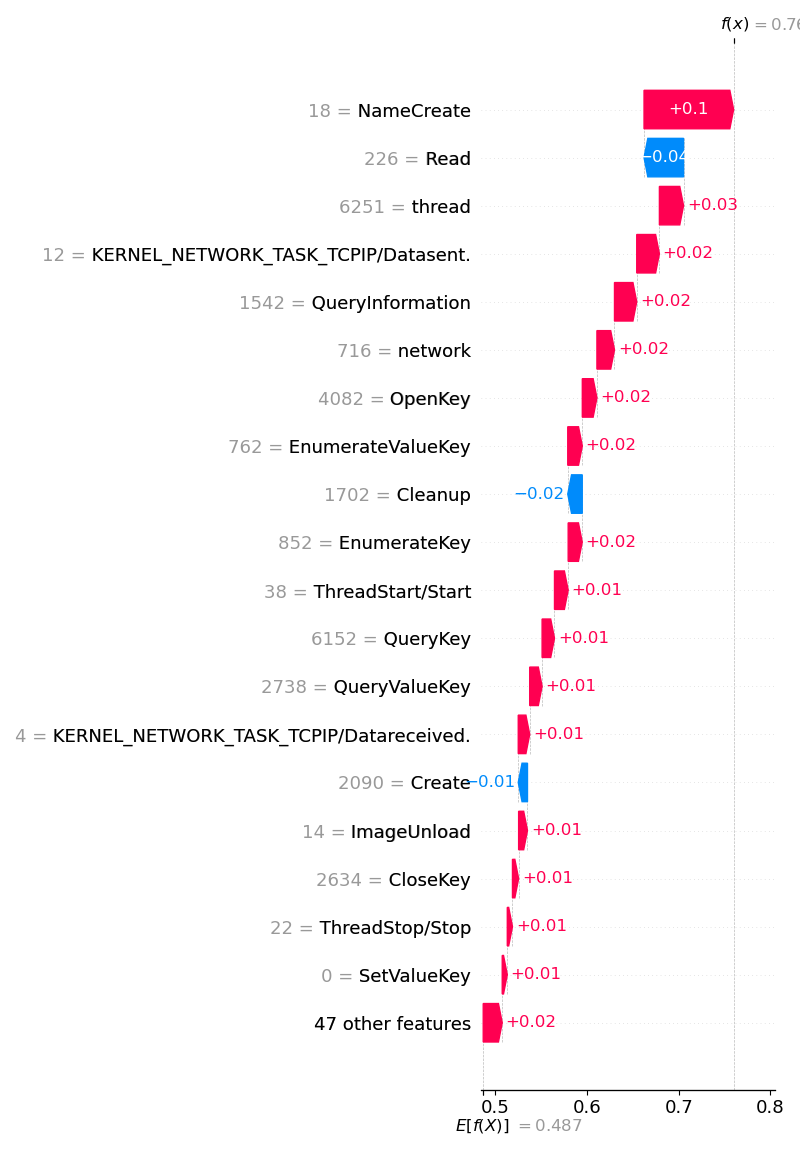 f(x) = 0.76
18 = NameCreate
+0.1
226 = Read
−0.04
6251 = thread
+0.03
12 = KERNEL_NETWORK_TASK_TCPIP/Datasent.
+0.02
1542 = QueryInformation
+0.02
716 = network
+0.02
4082 = OpenKey
+0.02
762 = EnumerateValueKey
+0.02
1702 = Cleanup
−0.02
852 = EnumerateKey
+0.02
38 = ThreadStart/Start
+0.01
6152 = QueryKey
+0.01
2738 = QueryValueKey
+0.01
4 = KERNEL_NETWORK_TASK_TCPIP/Datareceived.
+0.01
2090 = Create
−0.01
14 = ImageUnload
+0.01
2634 = CloseKey
+0.01
22 = ThreadStop/Stop
+0.01
0 = SetValueKey
+0.01
47 other features
+0.02
0.5 0.6 0.7 0.8
E[f(X)] = 0.487